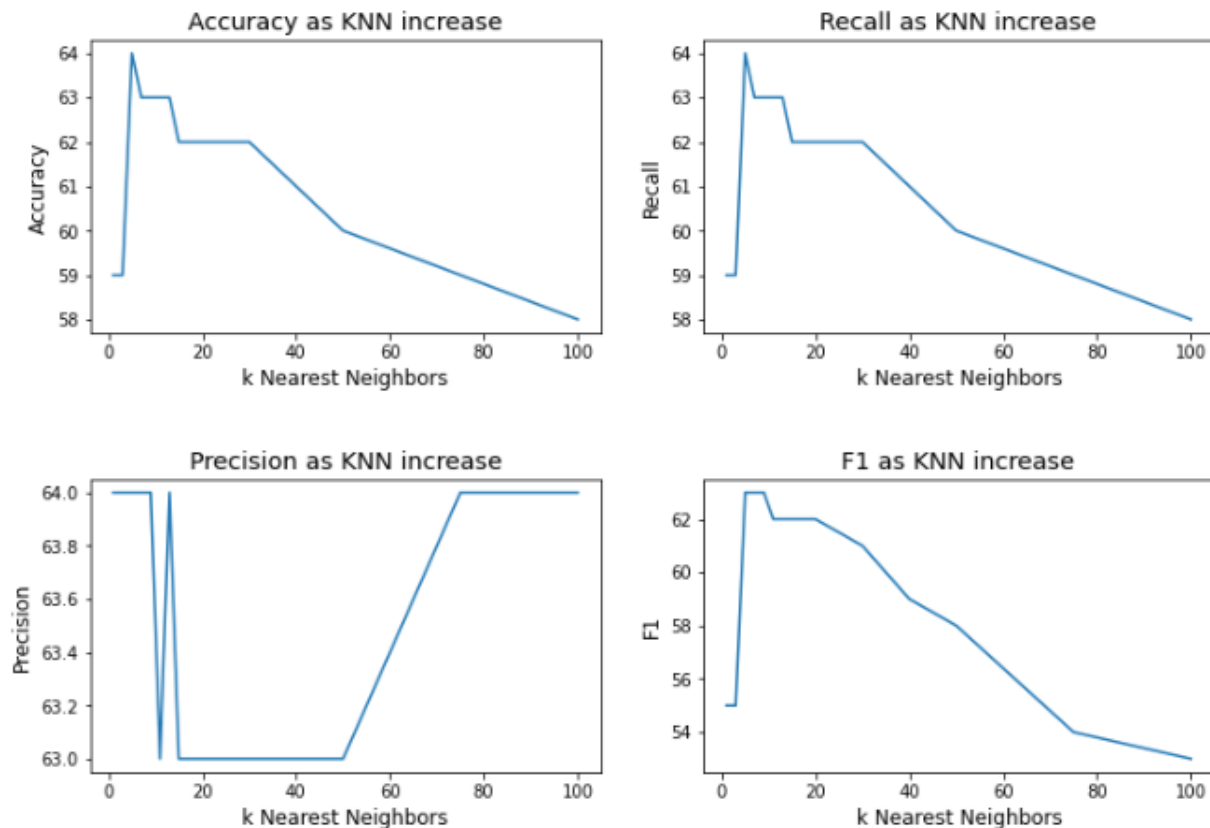 Accuracy as KNN increase
64
63
62
61
60
59
58
Accuracy
0 20 40 60 80 100
k Nearest Neighbors
Recall as KNN increase
64
63
62
61
60
59
58
Recall
0 20 40 60 80 100
k Nearest Neighbors
Precision as KNN increase
64.0
63.8
63.6
63.4
63.2
63.0
Precision
0 20 40 60 80 100
k Nearest Neighbors
F1 as KNN increase
62
60
58
56
54
F1
0 20 40 60 80 100
k Nearest Neighbors